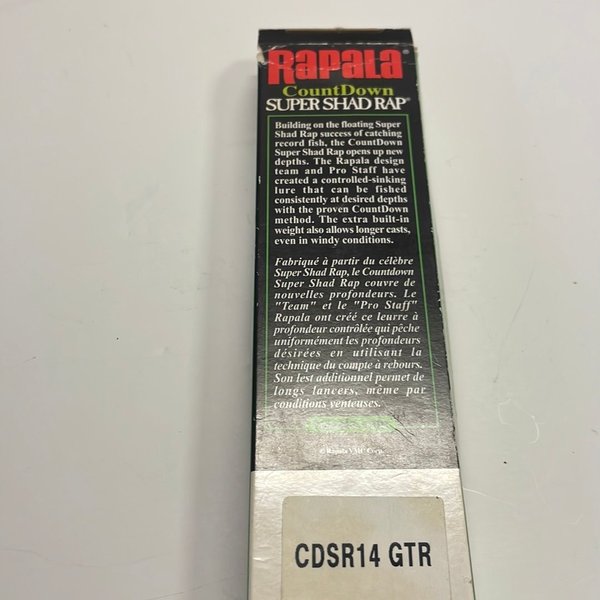 Rapala
CountDown
SUPER SHAD RAP®
Building on the floating Super
Shad Rap success of catching
record fish, the CountDown
Super Shad Rap opens up new
depths. The Rapala design
team and Pro Staff have
created a controlled-sinking
lure that can be fished
consistently at desired depths
with the proven CountDown
method. The extra built-in
weight also allows longer casts,
even in windy conditions.
Fabriqué à partir du célèbre
Super Shad Rap, le Countdown
Super Shad Rap couvre de
nouvelles profondeurs. Le
"Team" et le "Pro Staff"
Rapala ont créé ce leurre à
profondeur contrôlée qui pêche
uniformément les profondeurs
désirées en utilisant la
technique du compte à rebours.
Son lest additionnel permet de
longs lancers, même par
conditions venteuses.
©Rapala VMC Corp.
CDSR14 GTR